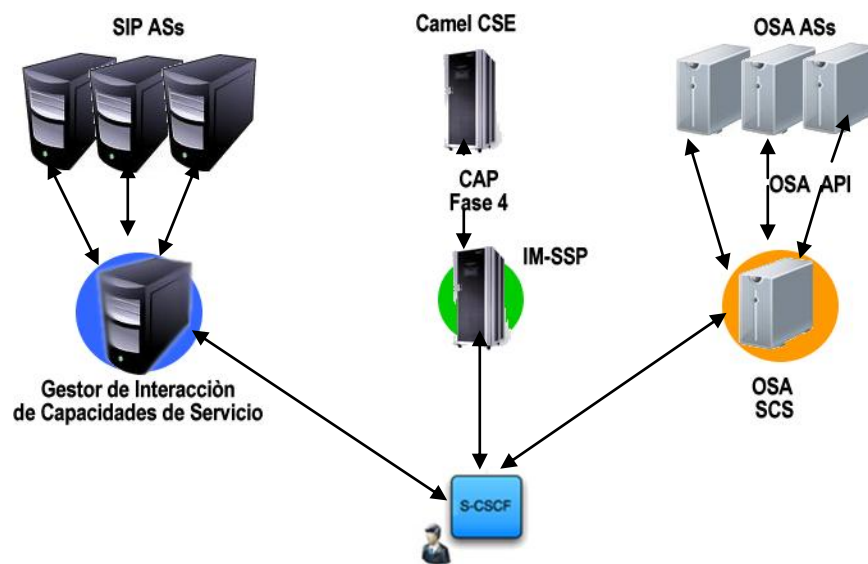 SIP ASs
Camel CSE
OSA ASs
CAP
Fase 4
OSA API
IM-SSP
Gestor de Interacciòn
de Capacidades de Servicio
OSA
SCS
S-CSCF